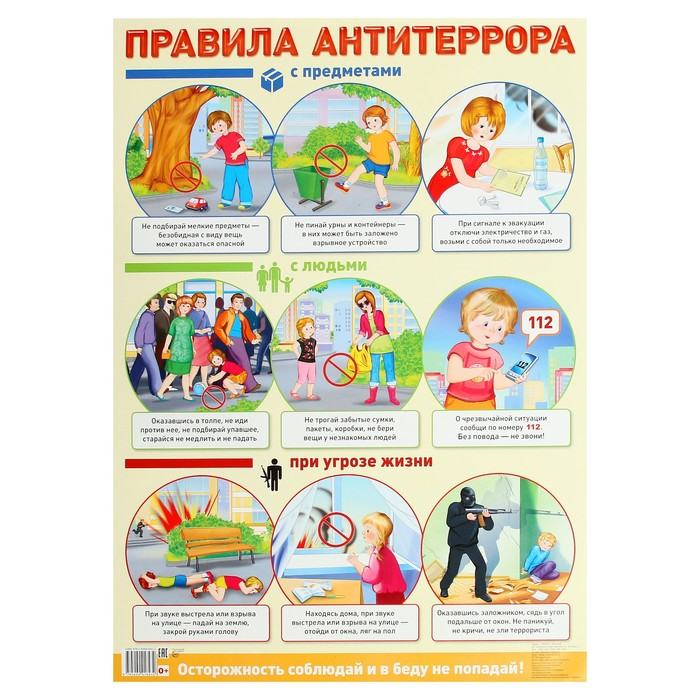 ПРАВИЛА АНТИТЕРРОРА
с предметами
Не подбирай мелкие предметы —
безобидная с виду вещь
может оказаться опасной
Не пинай урны и контейнеры —
в них может быть заложено
взрывное устройство
При сигнале к эвакуации
отключи электричество и газ,
возьми с собой только необходимое
с людьми
112
Оказавшись в толпе, не иди
против нее, не подбирай упавшее,
старайся не медлить и не падать
Не трогай забытые сумки,
пакеты, коробки, не бери
вещи у незнакомых людей
О чрезвычайной ситуации
сообщи по номеру 112.
Без повода — не звони!
при угрозе жизни
При звуке выстрела или взрыва
на улице — падай на землю,
закрой руками голову
Находясь дома, при звуке
выстрела или взрыва на улице —
отойди от окна, ляг на пол
Оказавшись заложником, сядь в угол
подальше от окон. Не паникуй,
не кричи, не зли террориста
EAC
0+
Осторожность соблюдай и в беду не попадай!